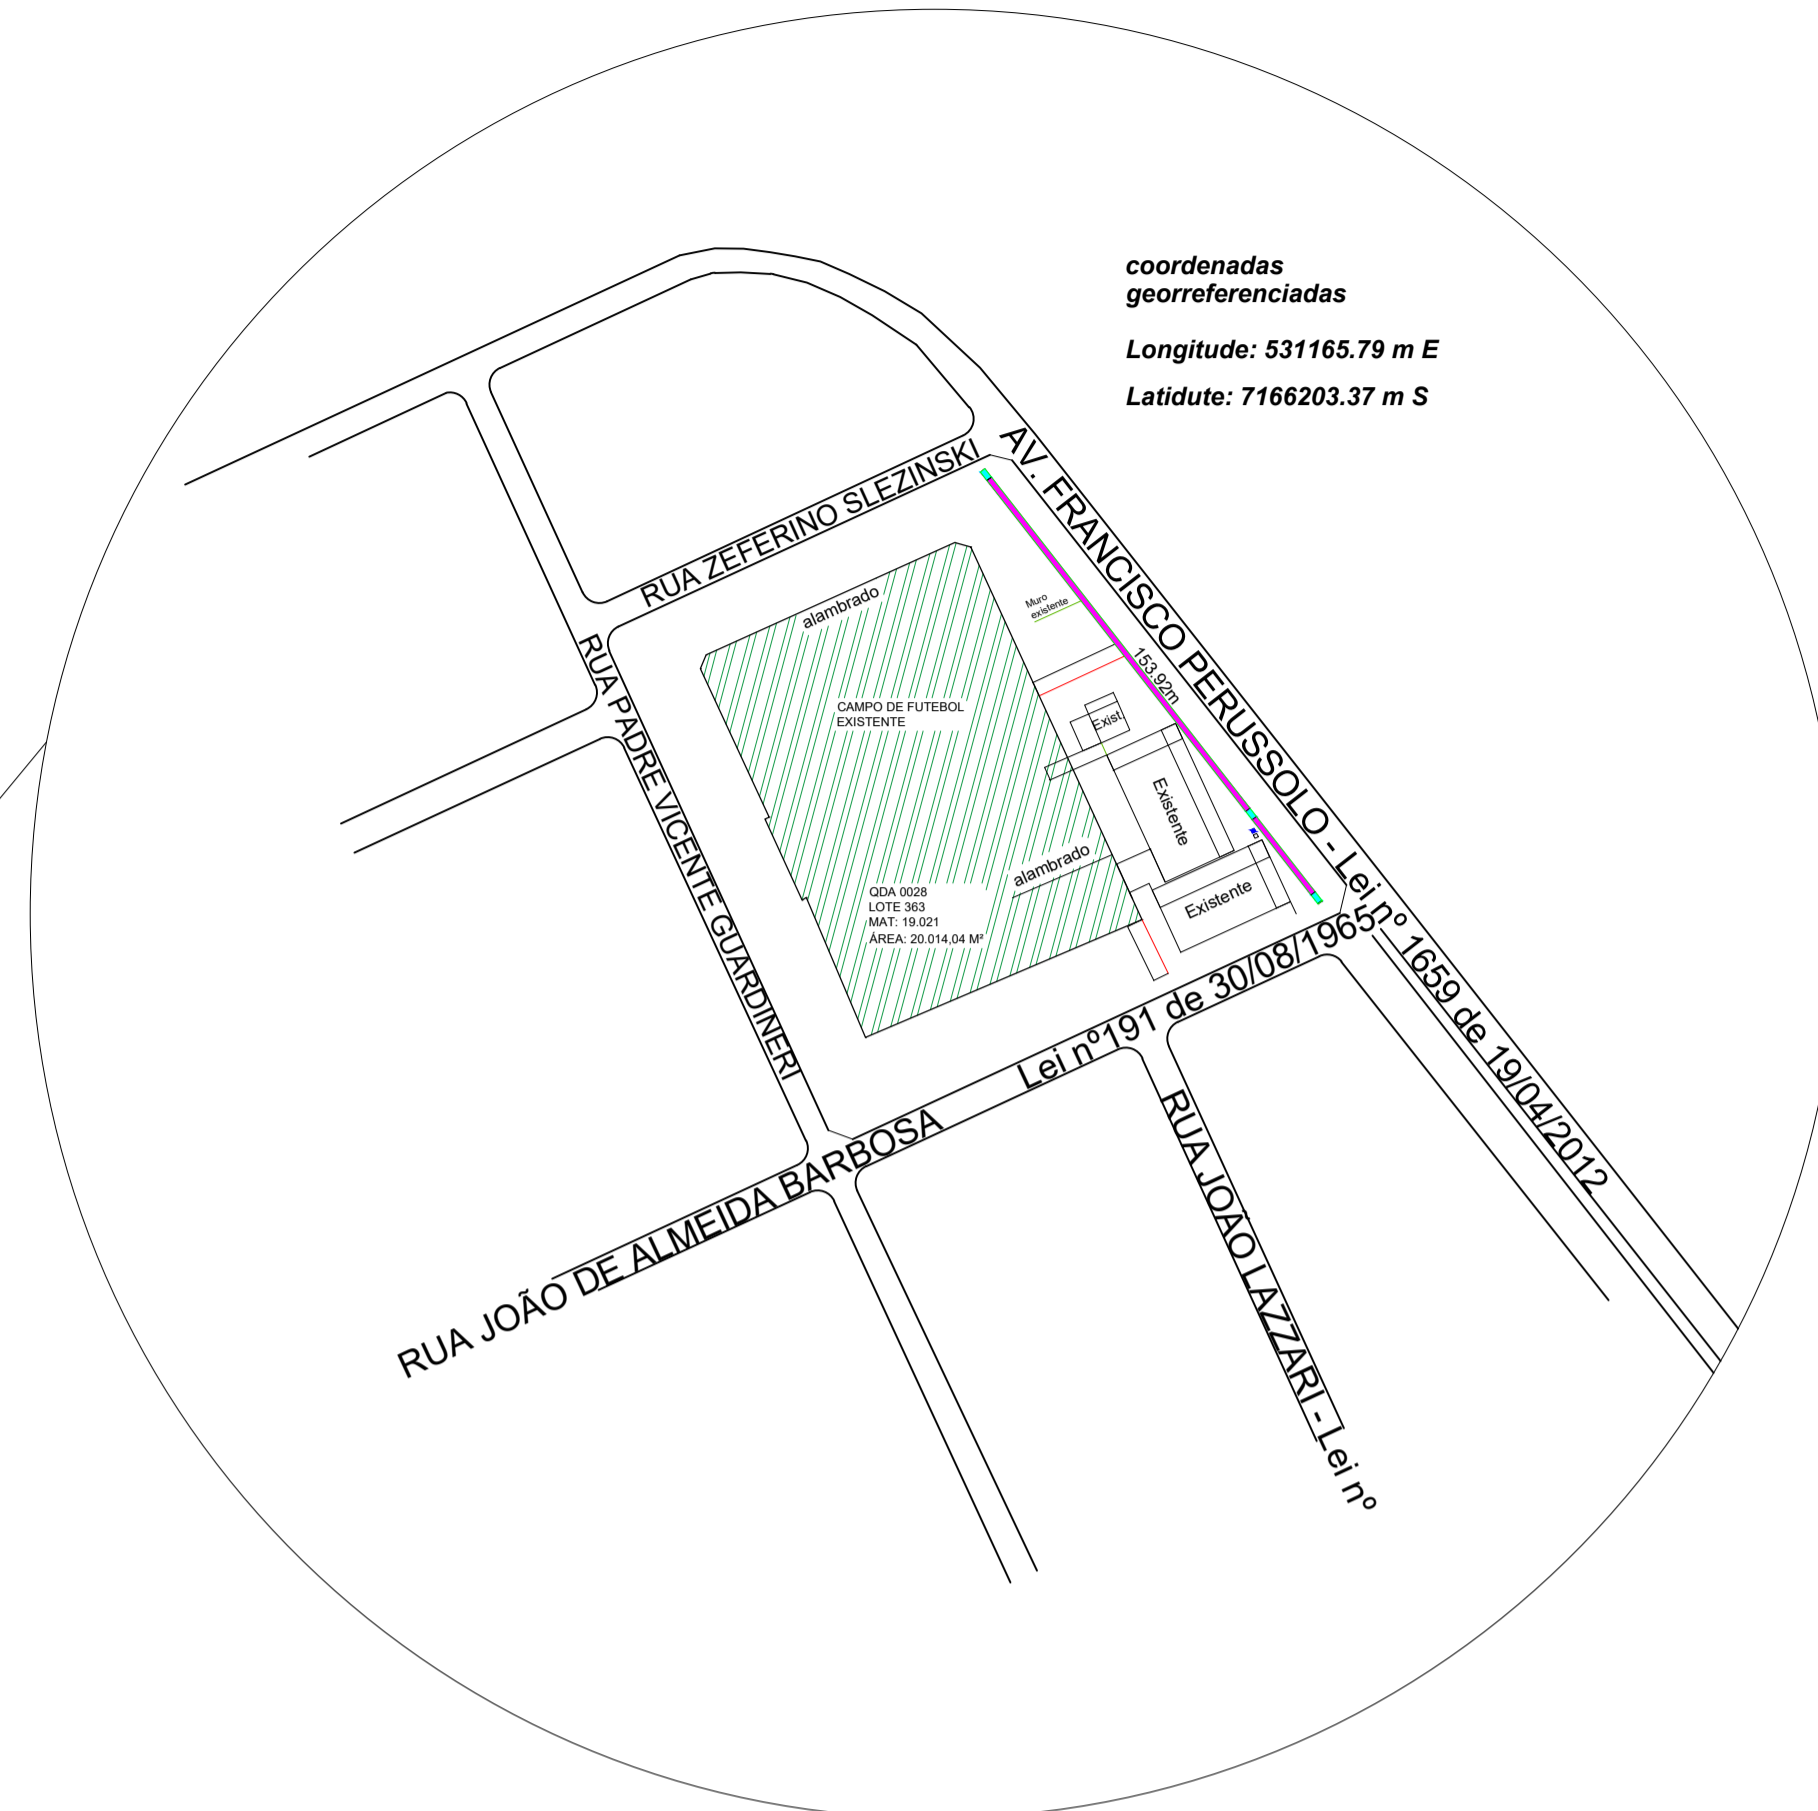 coordenadas
georreferenciadas
Longitude: 531165.79 m E
Latidute: 7166203.37 m S
AV. FRANCISCO PERUSSOLO - Lei nº 1659 de 19/04/2012
RUA ZEFERINO SLEZINSKI
alambrado
Muro
existente
153.92m
RUA PADRE VICENTE GUARDINERI
CAMPO DE FUTEBOL
EXISTENTE
Exist.
Existente
alambrado
Existente
QDA 0028
LOTE 363
MAT: 19.021
ÁREA: 20.014,04 M²
RUA JOÃO DE ALMEIDA BARBOSA
Lei nº191 de 30/08/1965
RUA JOÃO LAZZARI - Lei nº